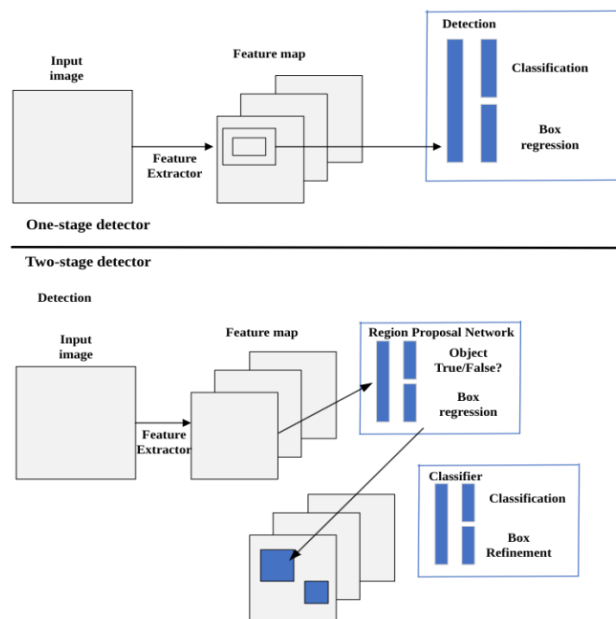 Input
image
Feature
Extractor
Feature map
Detection
Classification
Box
regression
One-stage detector
Two-stage detector
Detection
Input
image
Feature
Extractor
Feature map
Region Proposal Network
Object
True/False?
Box
regression
Classifier
Classification
Box
Refinement